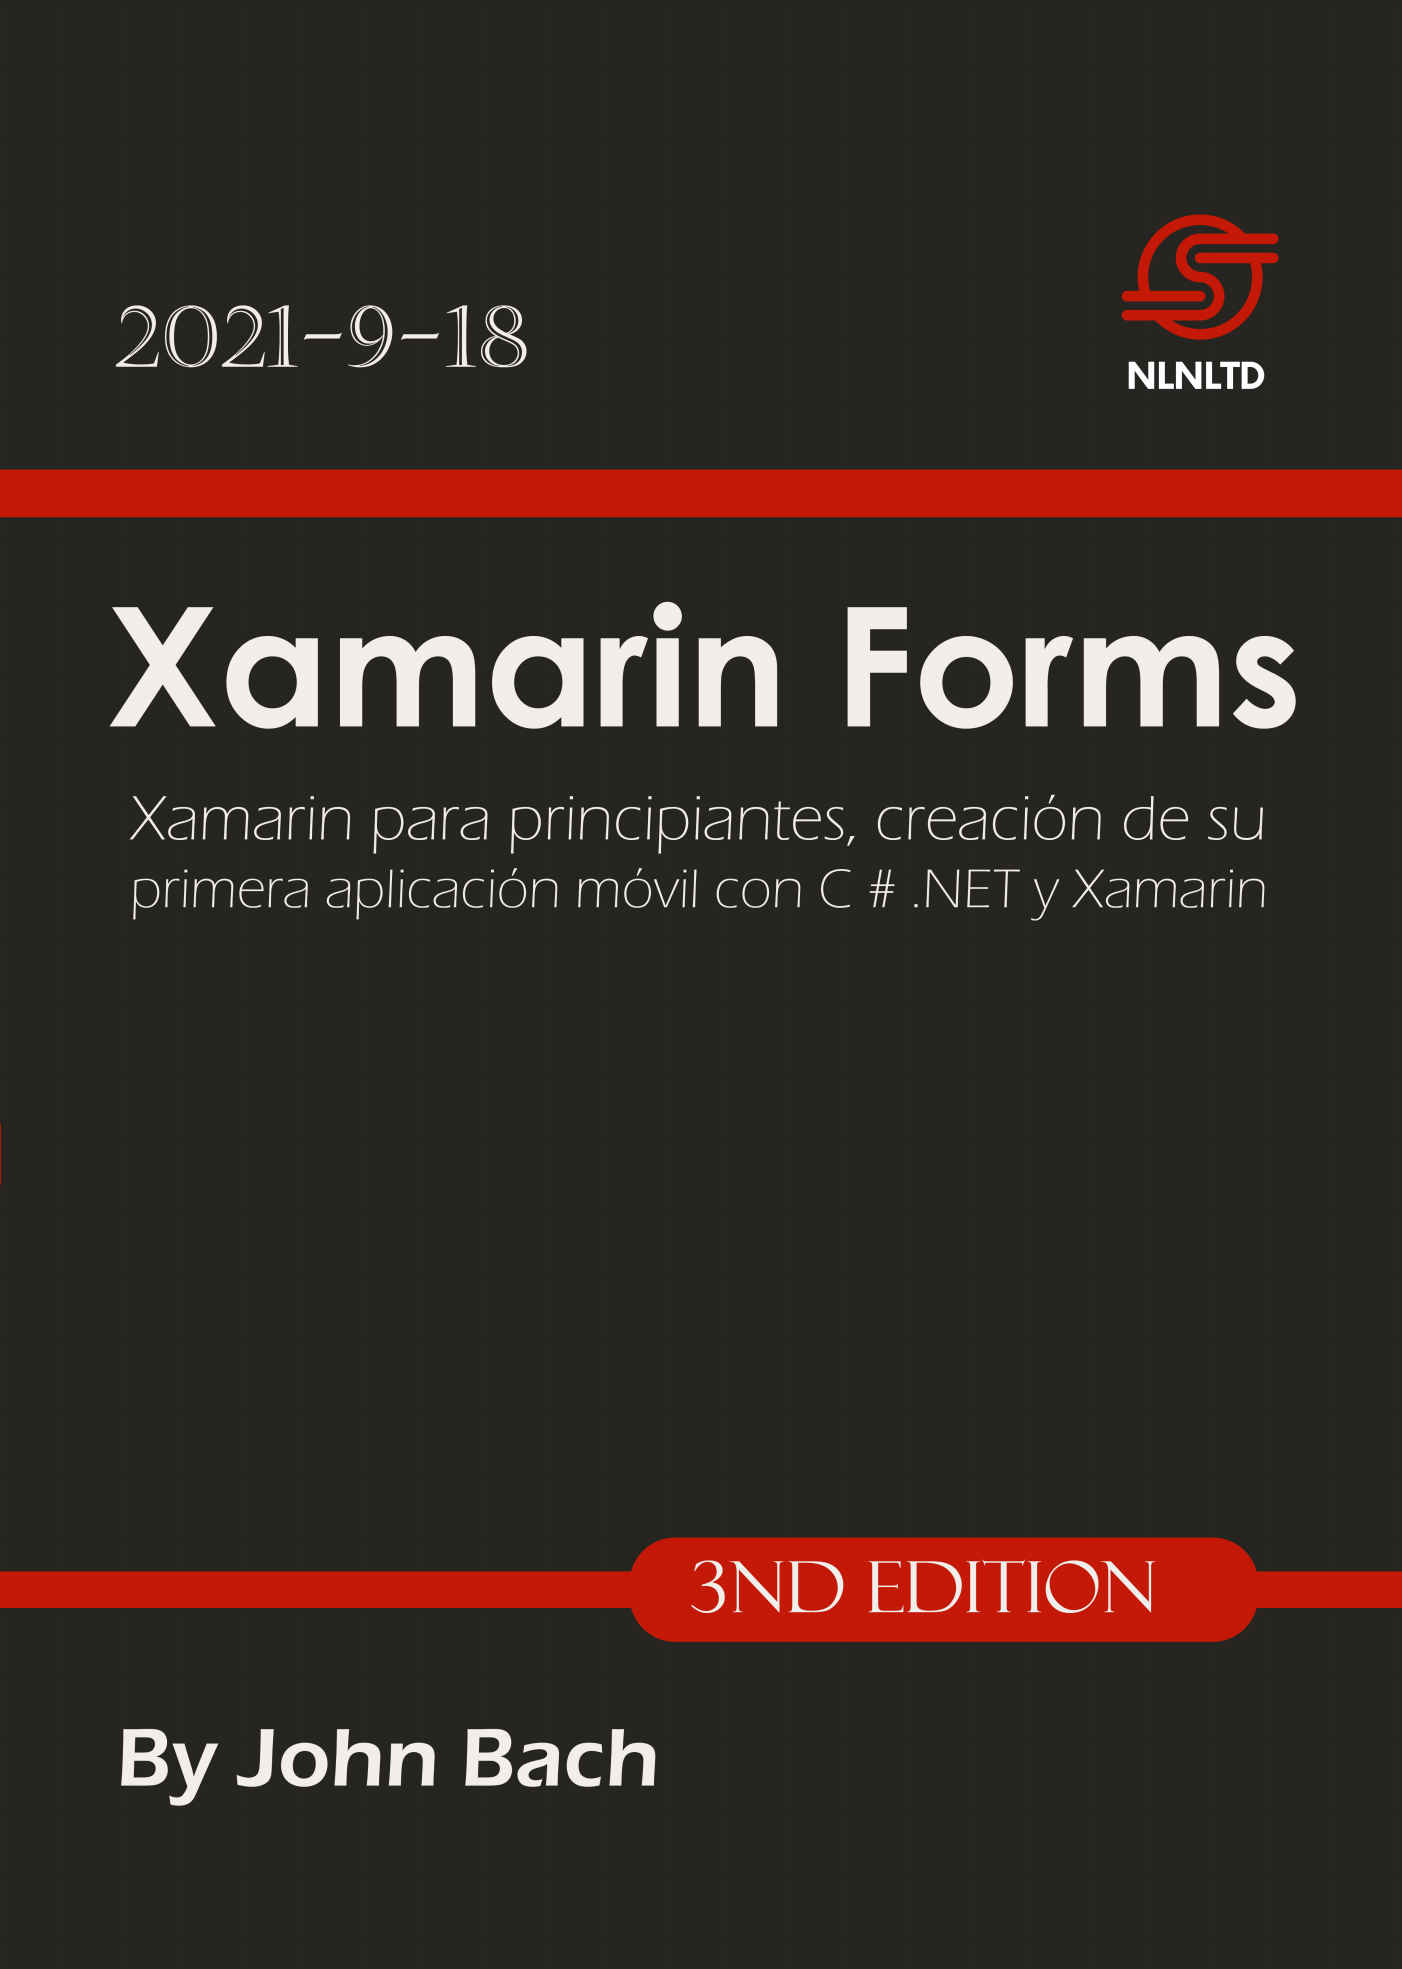 2021-9-18
NLNLTD
Xamarin Forms
Xamarin para principiantes, creación de su
primera aplicación móvil con C # .NET y Xamarin
3ND EDITION
By John Bach